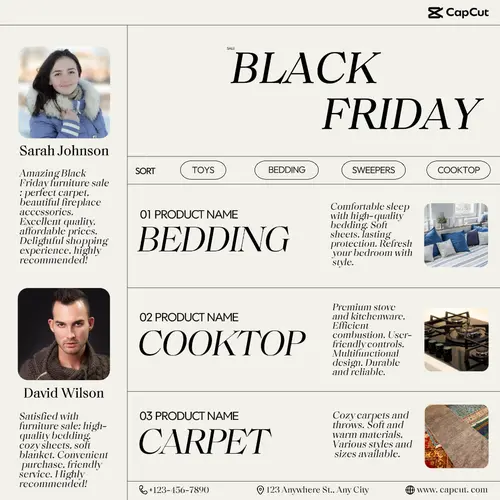 CapCut
SALE
BLACK
FRIDAY
SORT
TOYS
BEDDING
SWEEPERS
COOKTOP
Sarah Johnson
Amazing Black
Friday furniture sale
: perfect carpet,
beautiful fireplace
accessories.
Excellent quality,
affordable prices.
Delightful shopping
experience, highly
recommended!
David Wilson
Satisfied with
furniture sale: high-
quality bedding,
cozy sheets, soft
blanket. Convenient
purchase, friendly
service. Highly
recommended!
01 PRODUCT NAME
BEDDING
Comfortable sleep
with high-quality
bedding. Soft
sheets, lasting
protection. Refresh
your bedroom with
style.
02 PRODUCT NAME
COOKTOP
Premium stove
and kitchenware.
Efficient
combustion. User-
friendly controls.
Multifunctional
design. Durable
and reliable.
03 PRODUCT NAME
CARPET
Cozy carpets and
throws. Soft and
warm materials.
Various styles and
sizes available.
+123-456-7890
123 Anywhere St., Any City
www. capcut. com